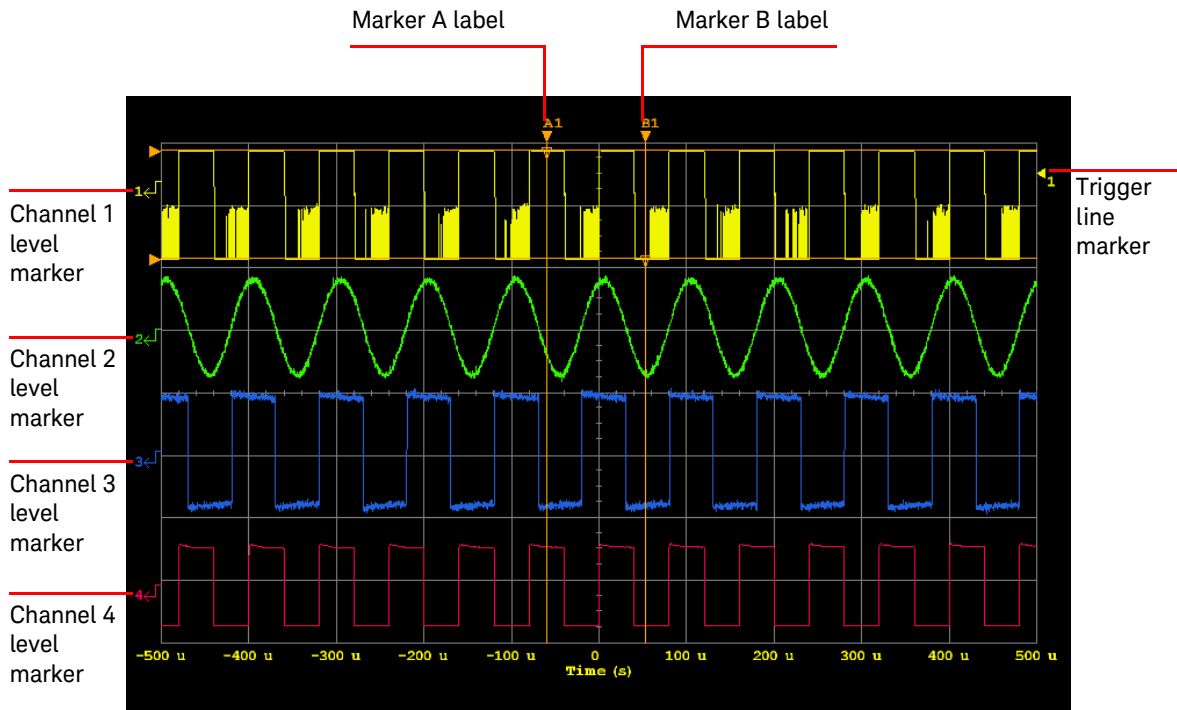 Marker A label
Marker B label
A1
B1
1
1
Trigger
line
marker
Channel 1
level
marker
2
Channel 2
level
marker
3
Channel 3
level
marker
4
Channel 4
level
marker
-500 u -400 u -300 u -200 u -100 u 0 100 u 200 u 300 u 400 u 500 u
Time (s)